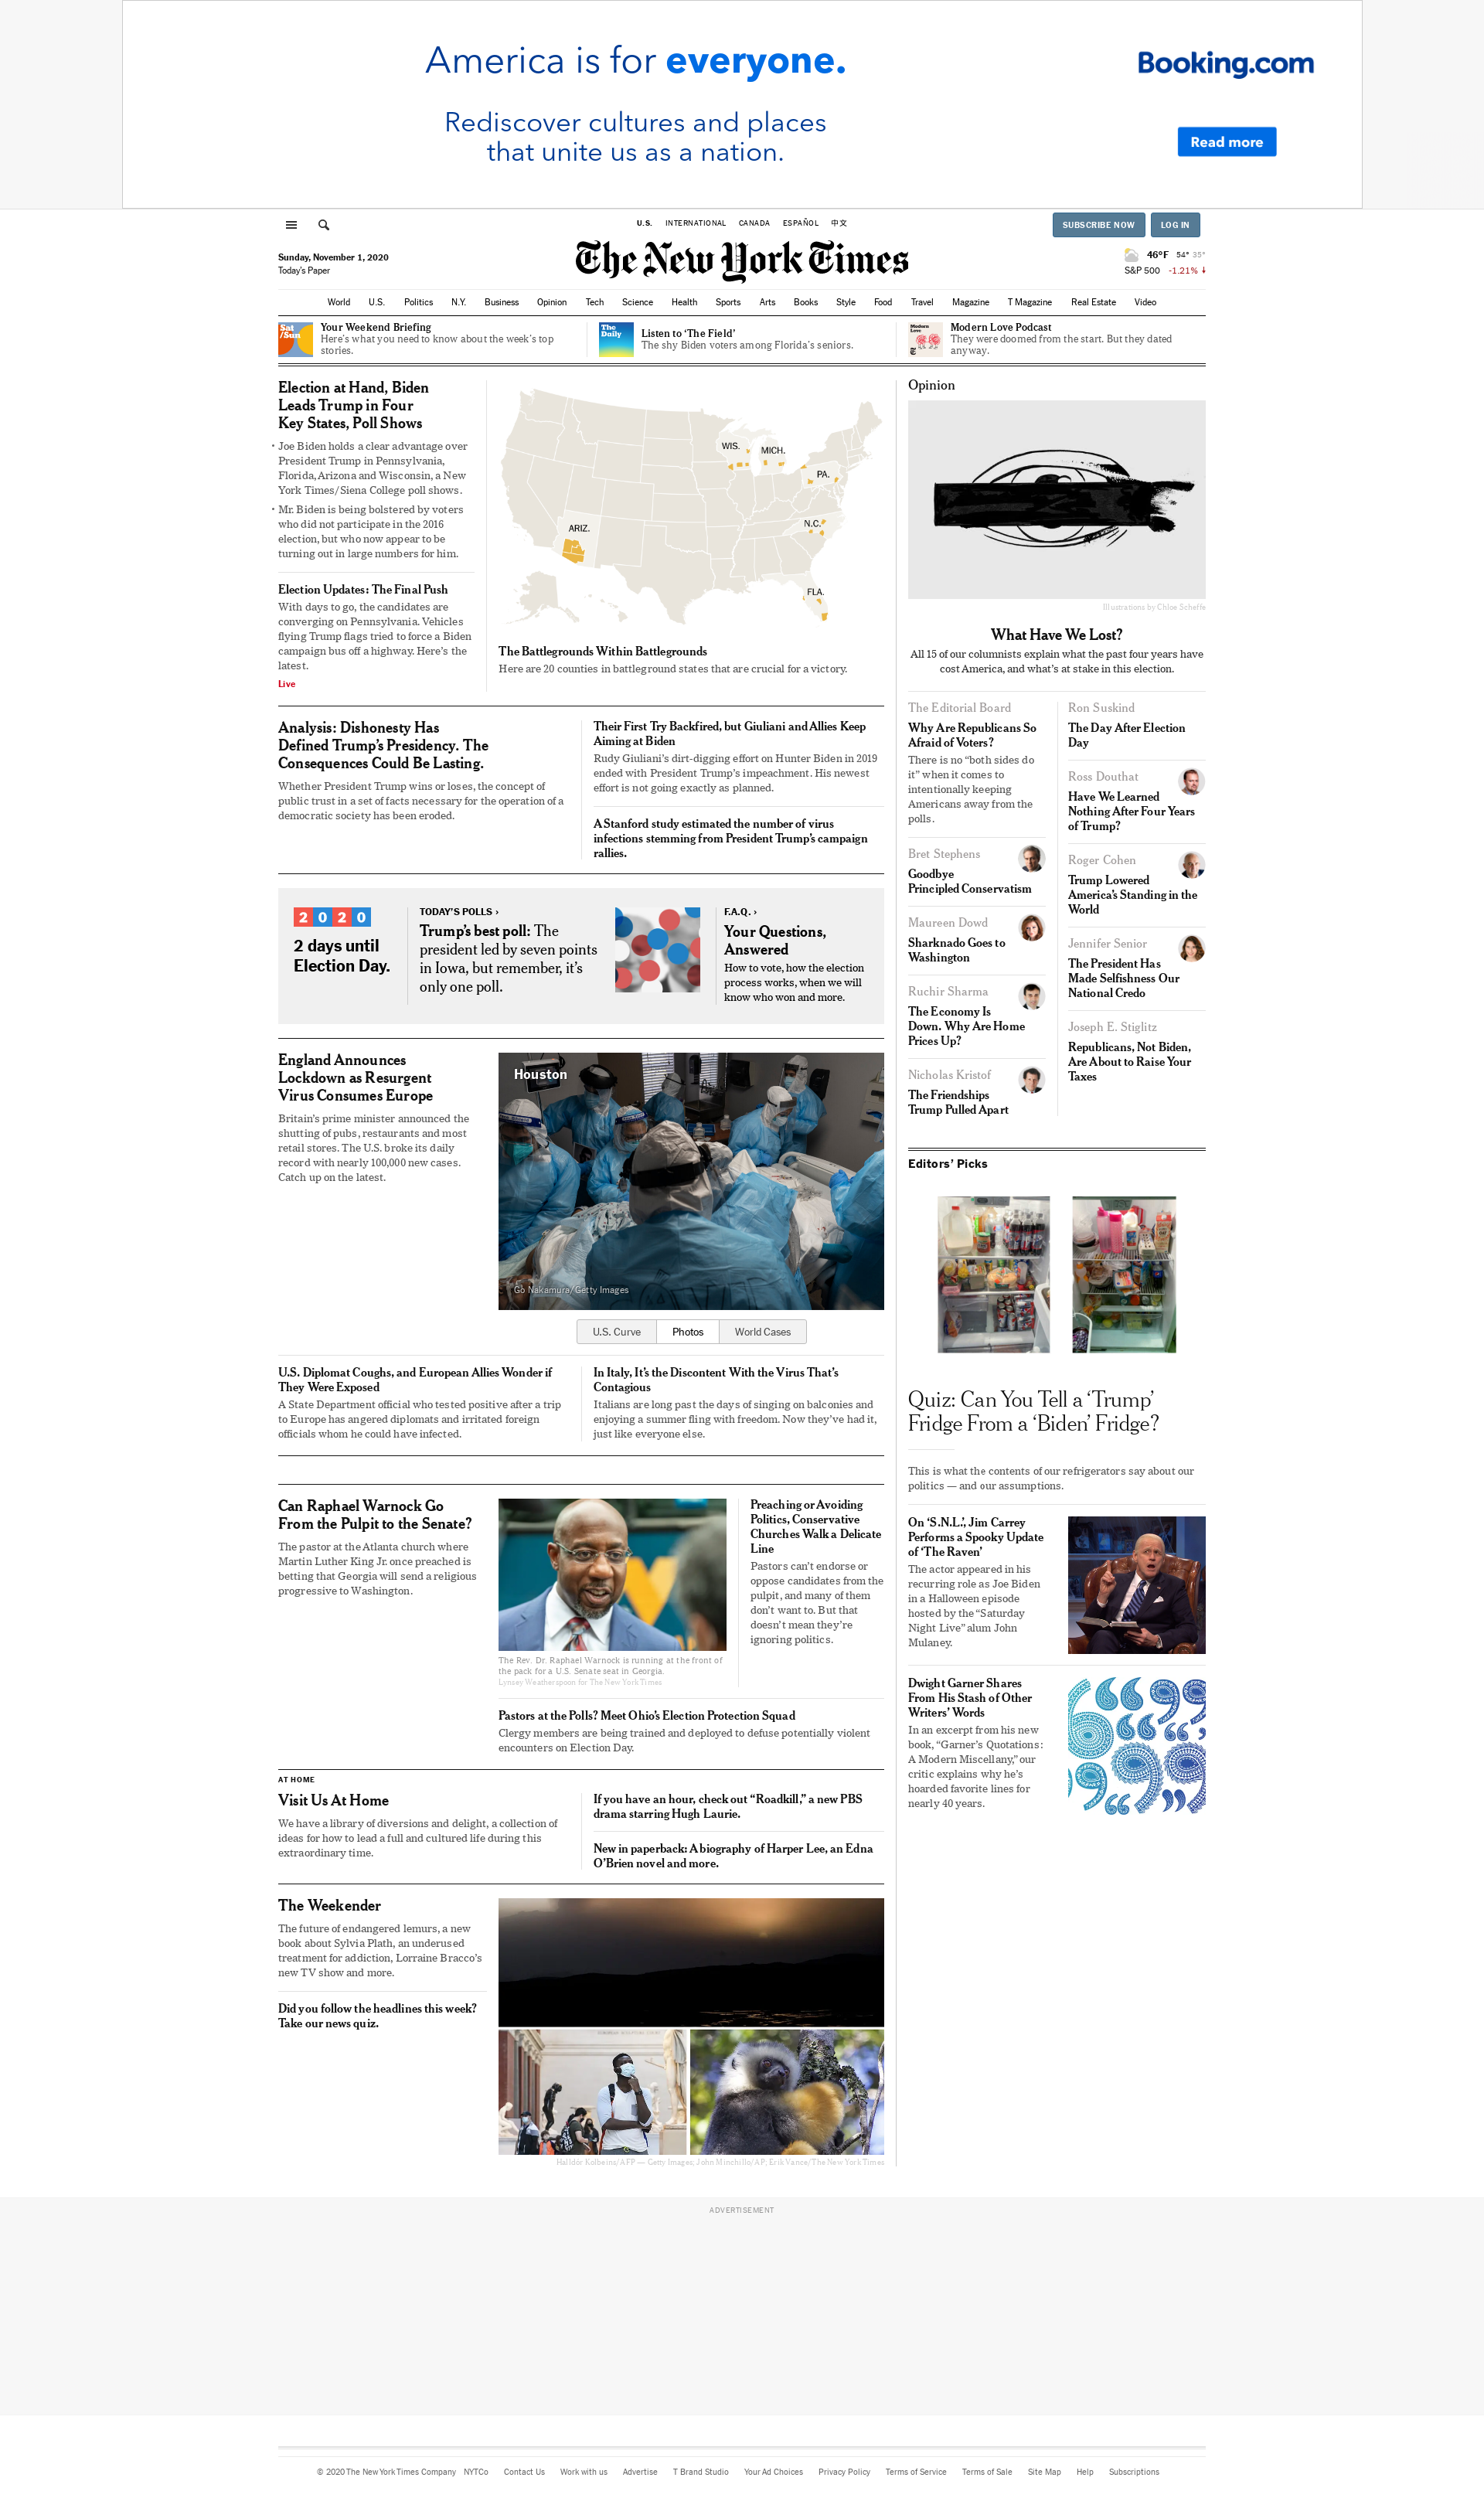 America is for everyone.
Rediscover cultures and places
that unite us as a nation.
Booking.com
Read more
U.S. INTERNATIONAL CANADA ESPAÑOL 中文
SUBSCRIBE NOW LOG IN
Sunday, November 1, 2020
Today's Paper
The New York Times
46°F 54° 35°
S&P 500 -1.21%
World U.S. Politics N.Y. Business Opinion Tech Science Health Sports Arts Books Style Food Travel Magazine T Magazine Real Estate Video
Sat
/Sun
Your Weekend Briefing
Here's what you need to know about the week's top
stories.
The
Daily
Listen to 'The Field'
The shy Biden voters among Florida's seniors.
Modern
Love
Modern Love Podcast
They were doomed from the start. But they dated
anyway.
Election at Hand, Biden
Leads Trump in Four
Key States, Poll Shows
• Joe Biden holds a clear advantage over
President Trump in Pennsylvania,
Florida, Arizona and Wisconsin, a New
York Times/Siena College poll shows.
• Mr. Biden is being bolstered by voters
who did not participate in the 2016
election, but who now appear to be
turning out in large numbers for him.
Election Updates: The Final Push
With days to go, the candidates are
converging on Pennsylvania. Vehicles
flying Trump flags tried to force a Biden
campaign bus off a highway. Here's the
latest.
Live
WIS.
MICH.
PA.
N.C.
ARIZ.
FLA.
The Battlegrounds Within Battlegrounds
Here are 20 counties in battleground states that are crucial for a victory.
Analysis: Dishonesty Has
Defined Trump's Presidency. The
Consequences Could Be Lasting.
Whether President Trump wins or loses, the concept of
public trust in a set of facts necessary for the operation of a
democratic society has been eroded.
Their First Try Backfired, but Giuliani and Allies Keep
Aiming at Biden
Rudy Giuliani's dirt-digging effort on Hunter Biden in 2019
ended with President Trump's impeachment. His newest
effort is not going exactly as planned.
A Stanford study estimated the number of virus
infections stemming from President Trump's campaign
rallies.
2020
2 days until
Election Day.
TODAY'S POLLS ›
Trump's best poll: The
president led by seven points
in Iowa, but remember, it's
only one poll.
F.A.Q. ›
Your Questions,
Answered
How to vote, how the election
process works, when we will
know who won and more.
England Announces
Lockdown as Resurgent
Virus Consumes Europe
Britain's prime minister announced the
shutting of pubs, restaurants and most
retail stores. The U.S. broke its daily
record with nearly 100,000 new cases.
Catch up on the latest.
Houston
Go Nakamura/Getty Images
U.S. Curve Photos World Cases
U.S. Diplomat Coughs, and European Allies Wonder if
They Were Exposed
A State Department official who tested positive after a trip
to Europe has angered diplomats and irritated foreign
officials whom he could have infected.
In Italy, It's the Discontent With the Virus That's
Contagious
Italians are long past the days of singing on balconies and
enjoying a summer fling with freedom. Now they've had it,
just like everyone else.
Can Raphael Warnock Go
From the Pulpit to the Senate?
The pastor at the Atlanta church where
Martin Luther King Jr. once preached is
betting that Georgia will send a religious
progressive to Washington.
The Rev. Dr. Raphael Warnock is running at the front of
the pack for a U.S. Senate seat in Georgia.
Lynsey Weatherspoon for The New York Times
Preaching or Avoiding
Politics, Conservative
Churches Walk a Delicate
Line
Pastors can't endorse or
oppose candidates from the
pulpit, and many of them
don't want to. But that
doesn't mean they're
ignoring politics.
Pastors at the Polls? Meet Ohio's Election Protection Squad
Clergy members are being trained and deployed to defuse potentially violent
encounters on Election Day.
AT HOME
Visit Us At Home
We have a library of diversions and delight, a collection of
ideas for how to lead a full and cultured life during this
extraordinary time.
If you have an hour, check out “Roadkill,” a new PBS
drama starring Hugh Laurie.
New in paperback: A biography of Harper Lee, an Edna
O'Brien novel and more.
The Weekender
The future of endangered lemurs, a new
book about Sylvia Plath, an underused
treatment for addiction, Lorraine Bracco's
new TV show and more.
Did you follow the headlines this week?
Take our news quiz.
Halldór Kolbeins/AFP — Getty Images; John Minchillo/AP; Erik Vance/The New York Times
Opinion
Illustrations by Chloe Scheffe
What Have We Lost?
All 15 of our columnists explain what the past four years have
cost America, and what's at stake in this election.
The Editorial Board
Why Are Republicans So
Afraid of Voters?
There is no “both sides do
it” when it comes to
intentionally keeping
Americans away from the
polls.
Bret Stephens
Goodbye
Principled Conservatism
Maureen Dowd
Sharknado Goes to
Washington
Ruchir Sharma
The Economy Is
Down. Why Are Home
Prices Up?
Nicholas Kristof
The Friendships
Trump Pulled Apart
Ron Suskind
The Day After Election
Day
Ross Douthat
Have We Learned
Nothing After Four Years
of Trump?
Roger Cohen
Trump Lowered
America's Standing in the
World
Jennifer Senior
The President Has
Made Selfishness Our
National Credo
Joseph E. Stiglitz
Republicans, Not Biden,
Are About to Raise Your
Taxes
Editors' Picks
Quiz: Can You Tell a ‘Trump’
Fridge From a ‘Biden’ Fridge?
This is what the contents of our refrigerators say about our
politics — and our assumptions.
On ‘S.N.L.’, Jim Carrey
Performs a Spooky Update
of ‘The Raven’
The actor appeared in his
recurring role as Joe Biden
in a Halloween episode
hosted by the “Saturday
Night Live” alum John
Mulaney.
Dwight Garner Shares
From His Stash of Other
Writers' Words
In an excerpt from his new
book, “Garner's Quotations:
A Modern Miscellany,” our
critic explains why he's
hoarded favorite lines for
nearly 40 years.
ADVERTISEMENT
© 2020 The New York Times Company NYTCo Contact Us Work with us Advertise T Brand Studio Your Ad Choices Privacy Policy Terms of Service Terms of Sale Site Map Help Subscriptions